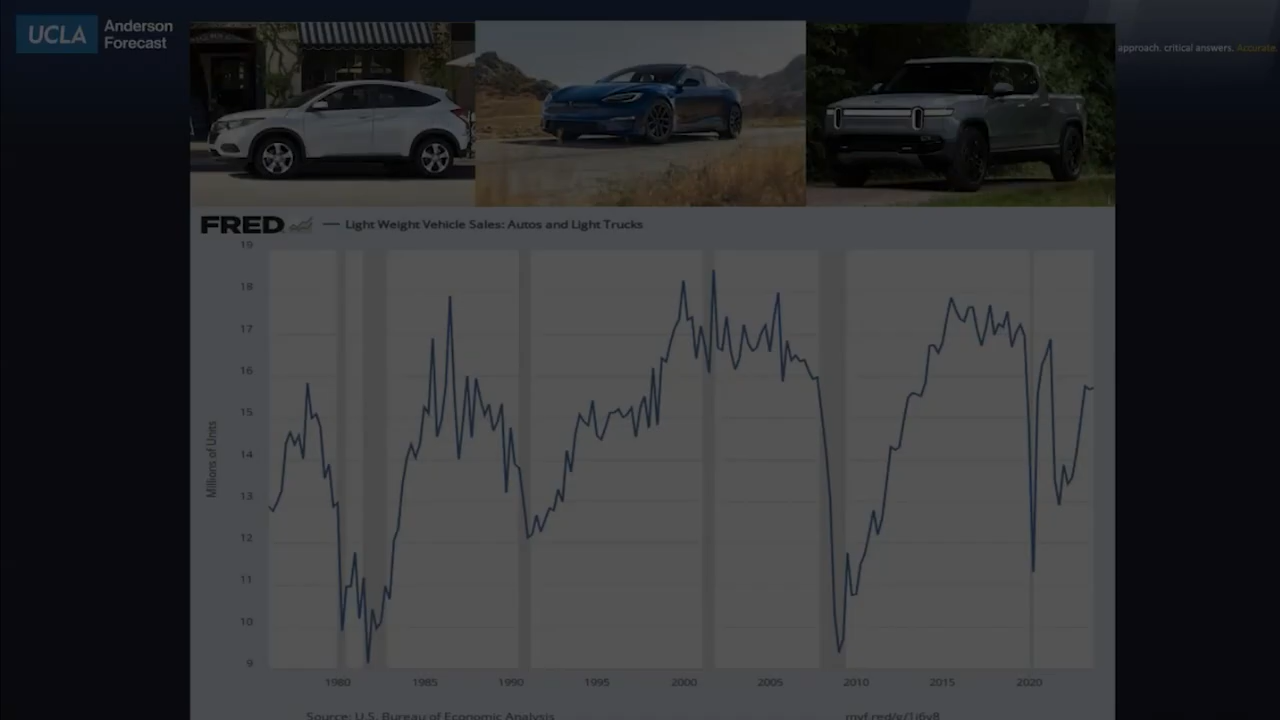 UCLA
Anderson
Forecast
approach. critical answers. Accurate
FRED
Light Weight Vehicle Sales: Autos and Light Trucks
19
18
17
16
15
14
13
12
11
10
9
Millions of Units
1980
1985
1990
1995
2000
2005
2010
2015
2020
Source: U.S. Bureau of Economic Analysis